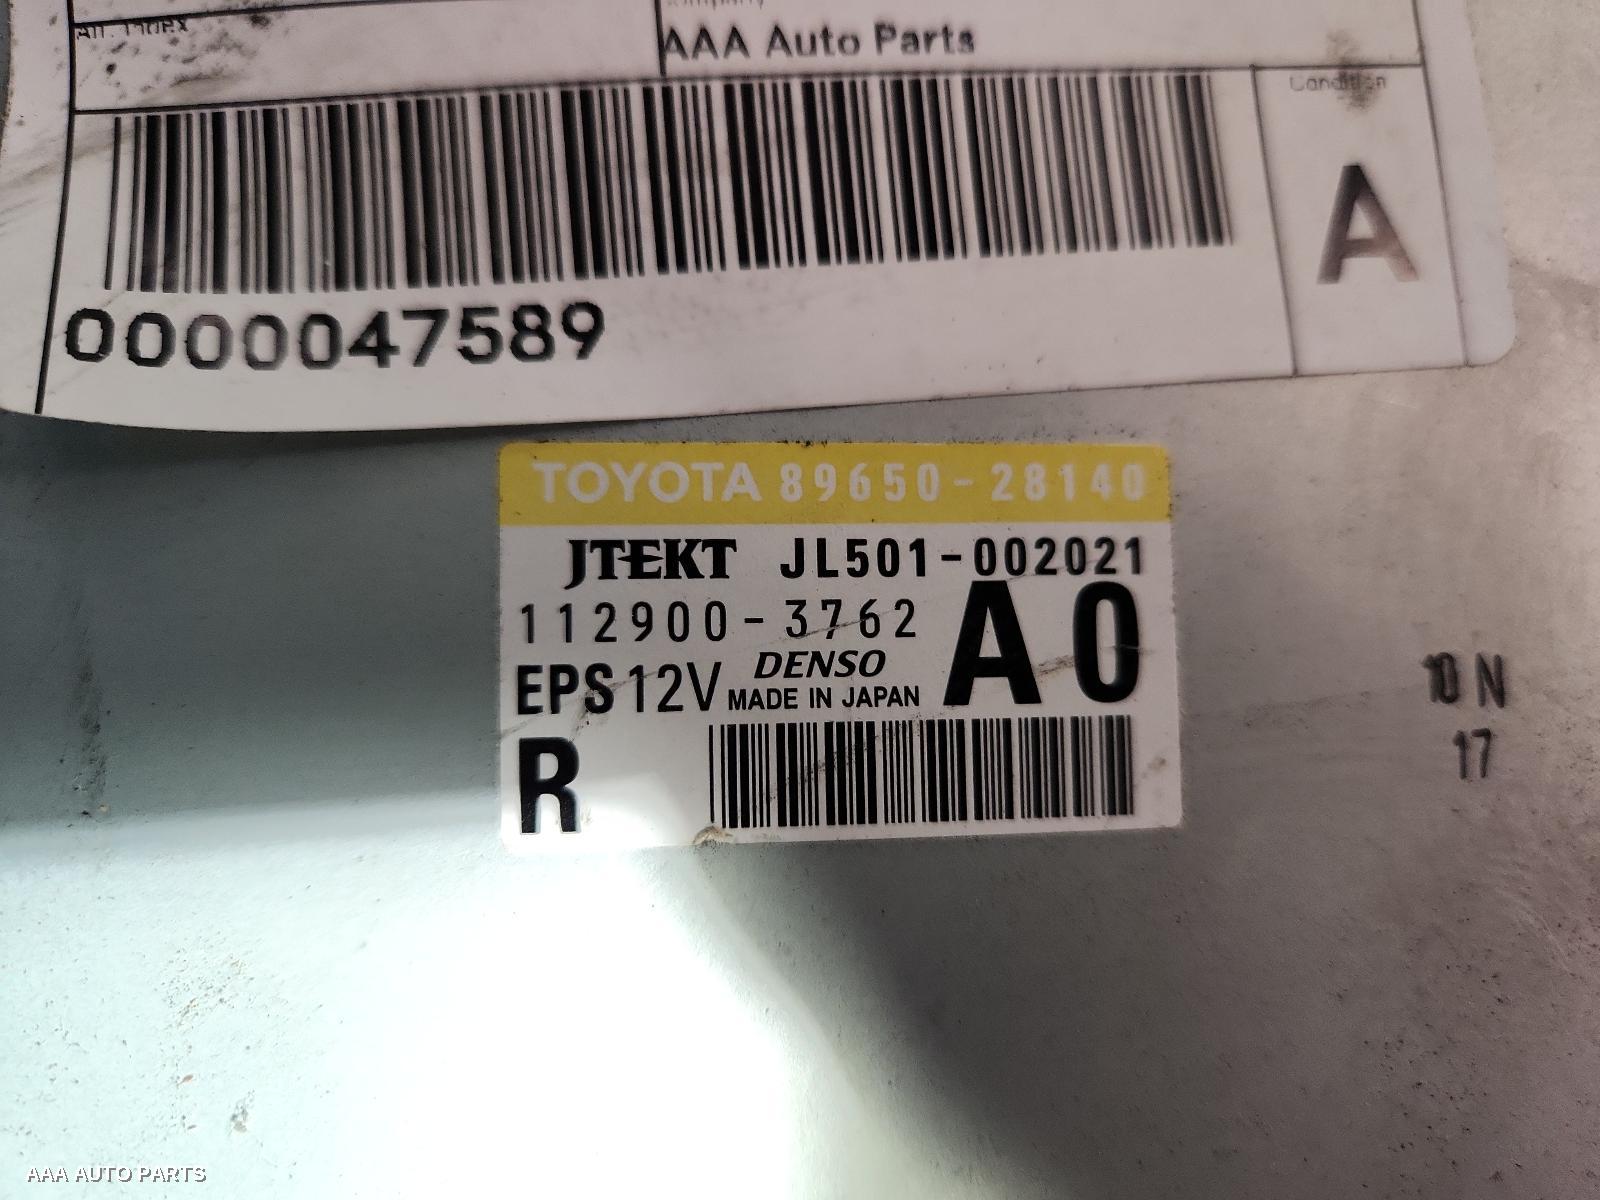 AAA Auto Parts
Condition
A
0000047589
TOYOTA 89650-28140
JTEKT JL501-002021
112900-3762 A0
EPS 12V DENSO
MADE IN JAPAN
R
10 N
17
AAA AUTO PARTS